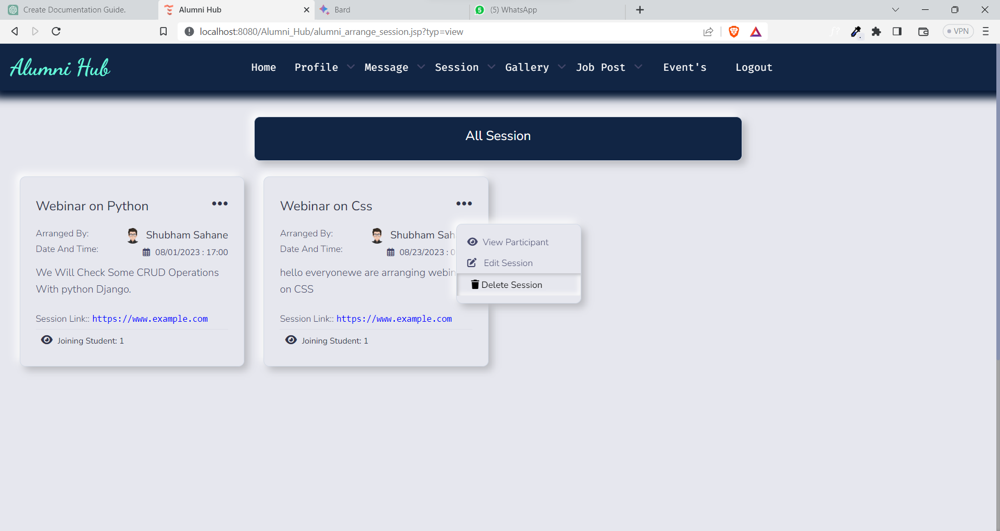 Create Documentation Guide.
Alumni Hub
Bard
(5) WhatsApp
localhost:8080/Alumni_Hub/alumni_arrange_session.jsp?typ=view
VPN
Alumni Hub
Home
Profile
Message
Session
Gallery
Job Post
Event's
Logout
All Session
Webinar on Python
Arranged By:
Shubham Sahane
Date And Time:
08/01/2023 : 17:00
We Will Check Some CRUD Operations
With python Django.
Session Link:: https://www.example.com
Joining Student: 1
Webinar on Css
Arranged By:
Shubham Sah
Date And Time:
08/23/2023 : 0
hello everyonewe are arranging webin
on CSS
Session Link:: https://www.example.com
Joining Student: 1
View Participant
Edit Session
Delete Session